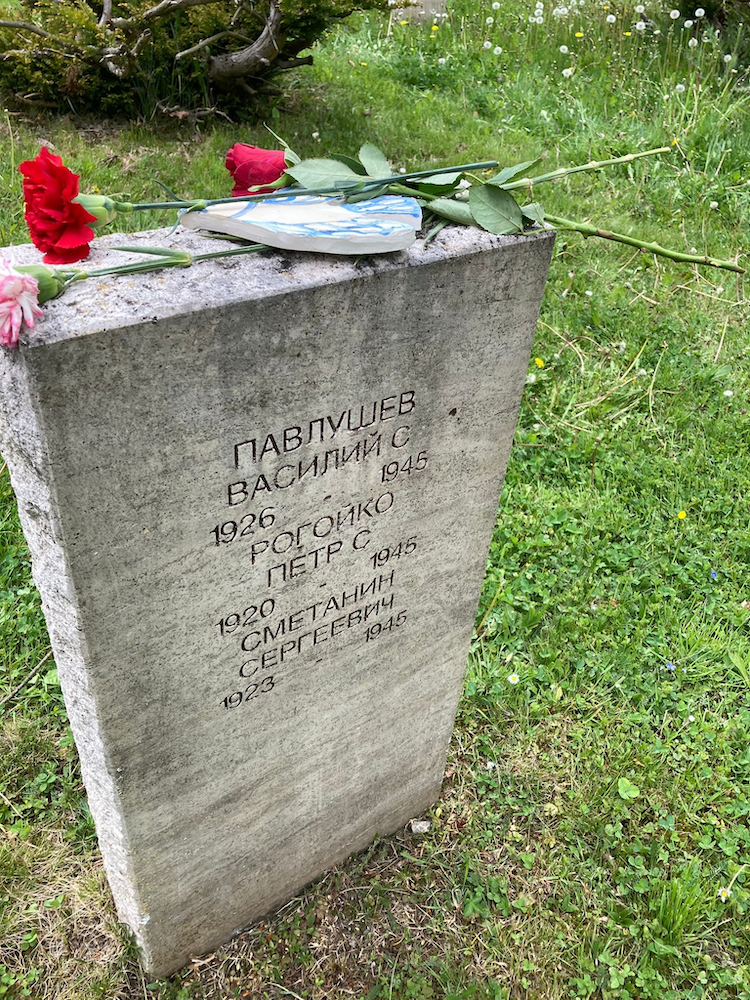 ПАВЛУШЕВ
ВАСИЛИЙ С
1926 - 1945
РОГОЙКО
ПЕТР С
1920 - 1945
СМЕТАНИН
СЕРГЕЕВИЧ
1923 - 1945